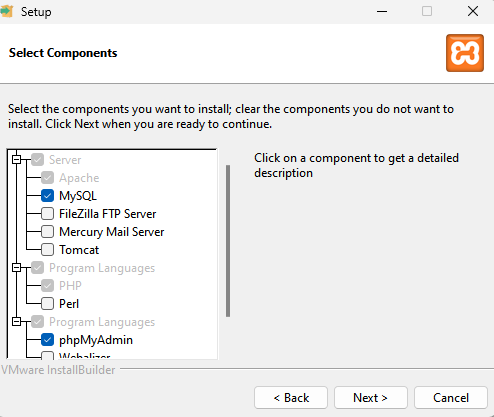 Setup
Select Components
Select the components you want to install; clear the components you do not want to
install. Click Next when you are ready to continue.
Server
Apache
MySQL
FileZilla FTP Server
Mercury Mail Server
Tomcat
Program Languages
PHP
Perl
Program Languages
phpMyAdmin
Webalizer
Click on a component to get a detailed
description
VMware InstallBuilder
< Back
Next >
Cancel